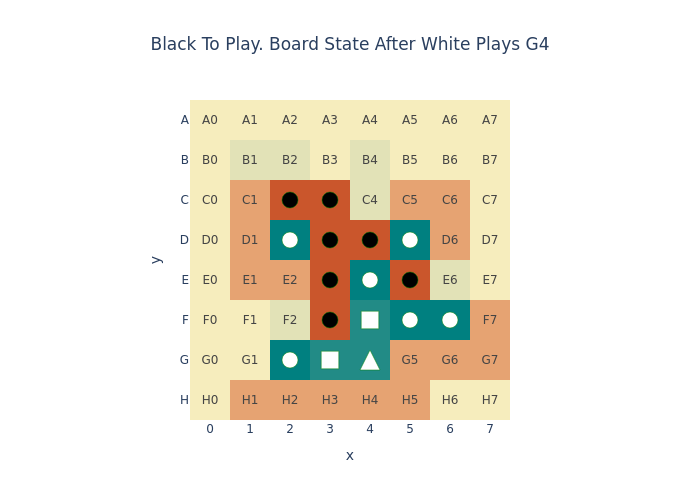 Black To Play. Board State After White Plays G4
A A0 A1 A2 A3 A4 A5 A6 A7
B B0 B1 B2 B3 B4 B5 B6 B7
C C0 C1 C4 C5 C6 C7
D D0 D1 D6 D7
y
E E0 E1 E2 E6 E7
F F0 F1 F2 F7
G G0 G1 G5 G6 G7
H H0 H1 H2 H3 H4 H5 H6 H7
0 1 2 3 4 5 6 7
x